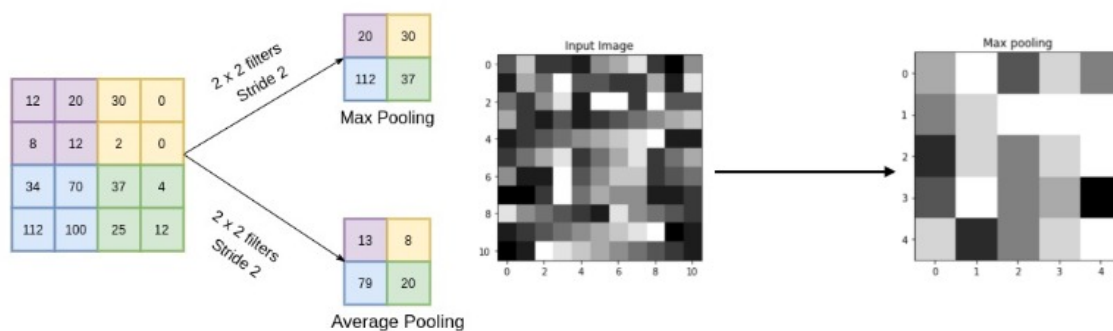 12 20 30 0
8 12 2 0
34 70 37 4
112 100 25 12
2 x 2 filters
Stride 2
20 30
112 37
Max Pooling
2 x 2 filters
Stride 2
13 8
79 20
Average Pooling
Input Image
0
2
4
6
8
10
0 2 4 6 8 10
Max pooling
0
1
2
3
4
0 1 2 3 4